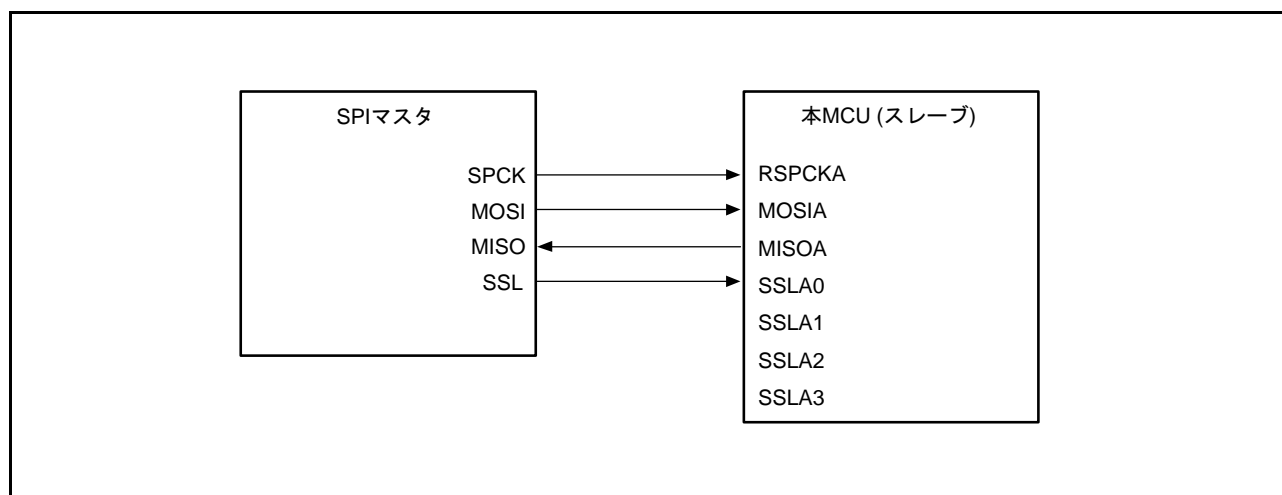 SPIマスタ
SPCK
MOSI
MISO
SSL
本MCU (スレーブ)
RSPCKA
MOSIA
MISOA
SSLA0
SSLA1
SSLA2
SSLA3